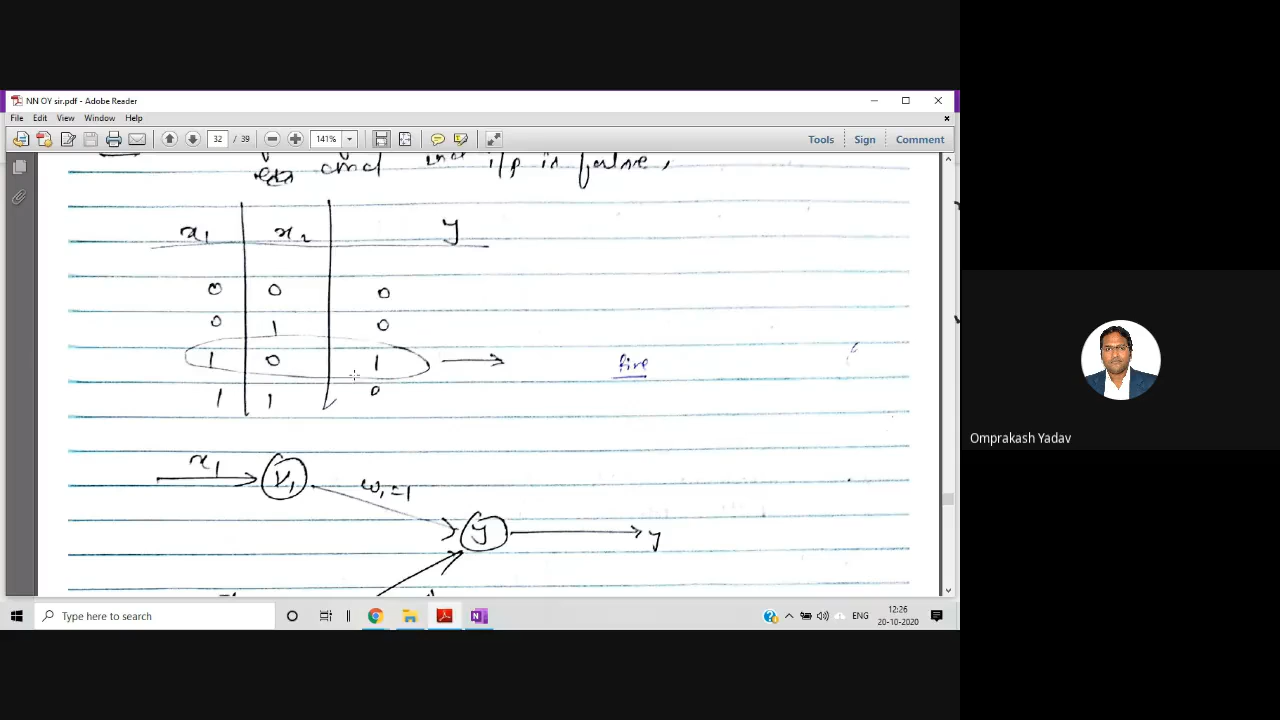 NN OY sir.pdf - Adobe Reader
File Edit View Window Help
32 / 39 141% Tools Sign Comment
and i/p is false,
x1 x2 y
0 0 0
0 1 0
1 0 1 fire
1 1 0
x1 w1=1
y y
Omprakash Yadav
Type here to search
ENG 12:26
20-10-2020